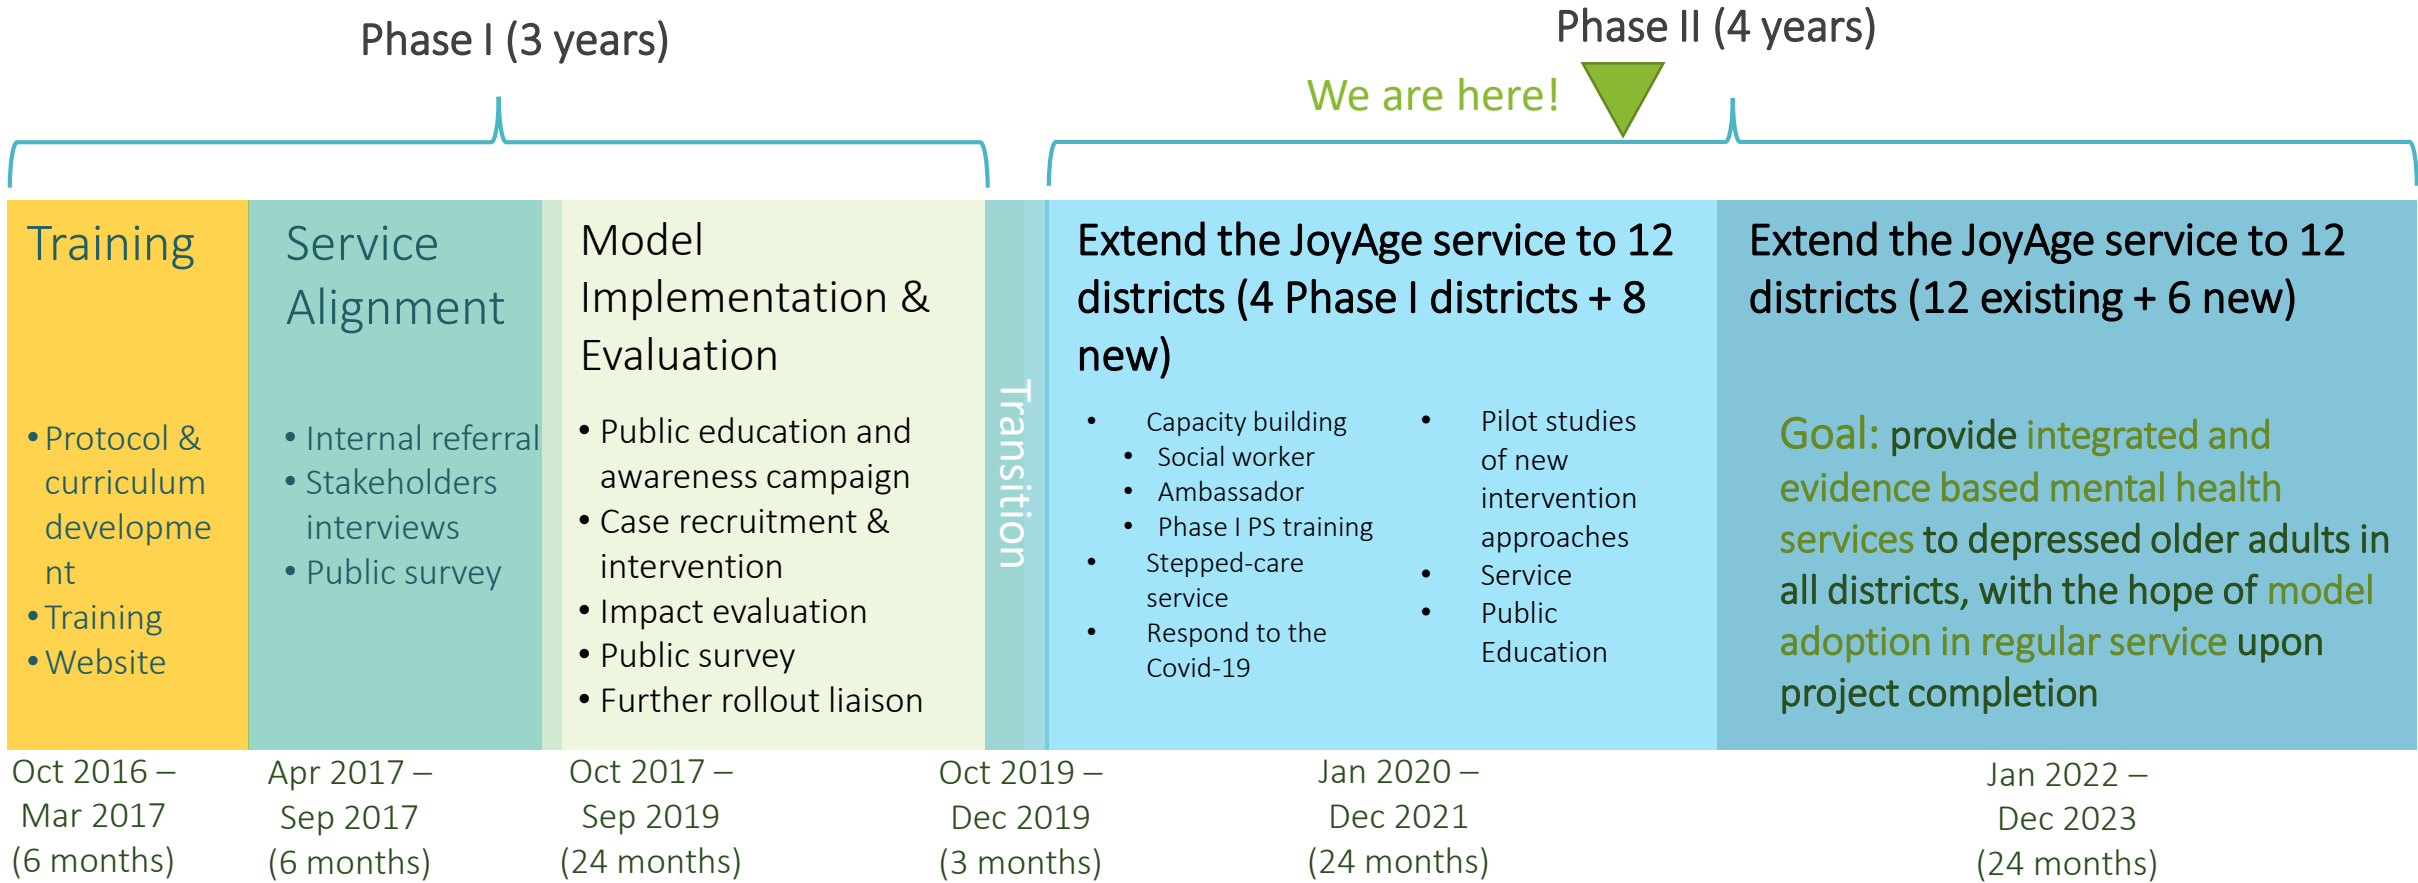 Phase I (3 years)
Phase II (4 years)
We are here!
Training
• Protocol &
curriculum
developme
nt
• Training
• Website
Oct 2016 –
Mar 2017
(6 months)
Service
Alignment
• Internal referral
• Stakeholders
interviews
• Public survey
Apr 2017 –
Sep 2017
(6 months)
Model
Implementation &
Evaluation
• Public education and
awareness campaign
• Case recruitment &
intervention
• Impact evaluation
• Public survey
• Further rollout liaison
Oct 2017 –
Sep 2019
(24 months)
Transition
Oct 2019 –
Dec 2019
(3 months)
Extend the JoyAge service to 12
districts (4 Phase I districts + 8
new)
• Capacity building
• Social worker
• Ambassador
• Phase I PS training
• Stepped-care
service
• Respond to the
Covid-19
• Pilot studies
of new
intervention
approaches
• Service
• Public
Education
Jan 2020 –
Dec 2021
(24 months)
Extend the JoyAge service to 12
districts (12 existing + 6 new)
Goal: provide integrated and
evidence based mental health
services to depressed older adults in
all districts, with the hope of model
adoption in regular service upon
project completion
Jan 2022 –
Dec 2023
(24 months)